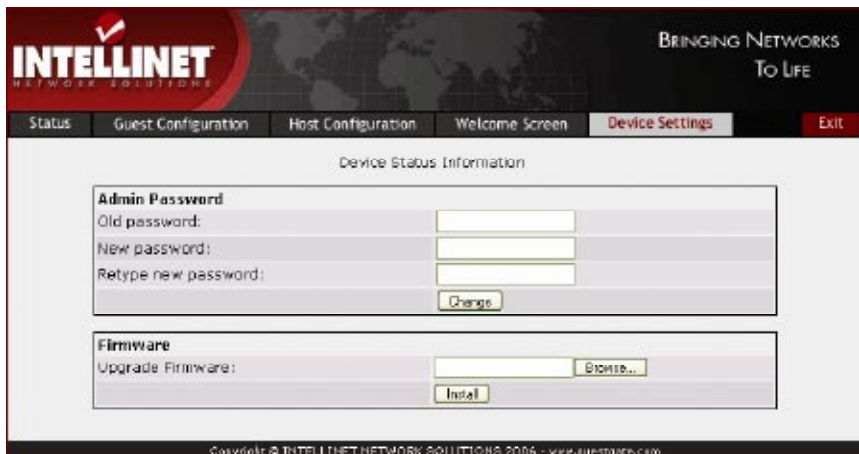 BRINGING NETWORKS
TO LIFE
INTELLINET
NETWORK SOLUTIONS
Status Guest Configuration Host Configuration Welcome Screen Device Settings Exit
Device Status Information
Admin Password
Old password:
New password:
Retype new password:
Change
Firmware
Upgrade Firmware:
Browse...
Install
Copyright @ INTELLINET NETWORK SOLUTIONS 2006 - www.guestgate.com